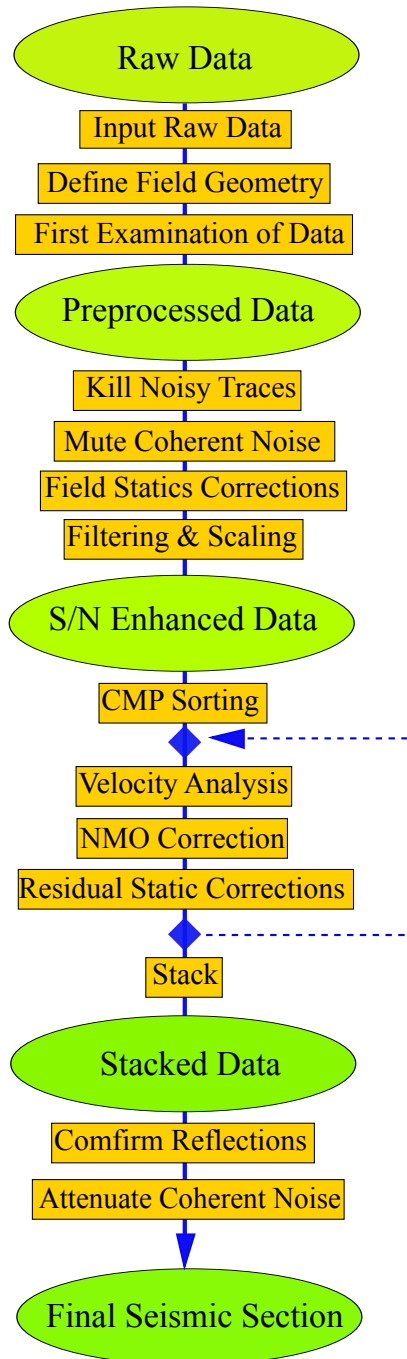 Raw Data
Input Raw Data
Define Field Geometry
First Examination of Data
Preprocessed Data
Kill Noisy Traces
Mute Coherent Noise
Field Statics Corrections
Filtering & Scaling
S/N Enhanced Data
CMP Sorting
Velocity Analysis
NMO Correction
Residual Static Corrections
Stack
Stacked Data
Comfirm Reflections
Attenuate Coherent Noise
Final Seismic Section